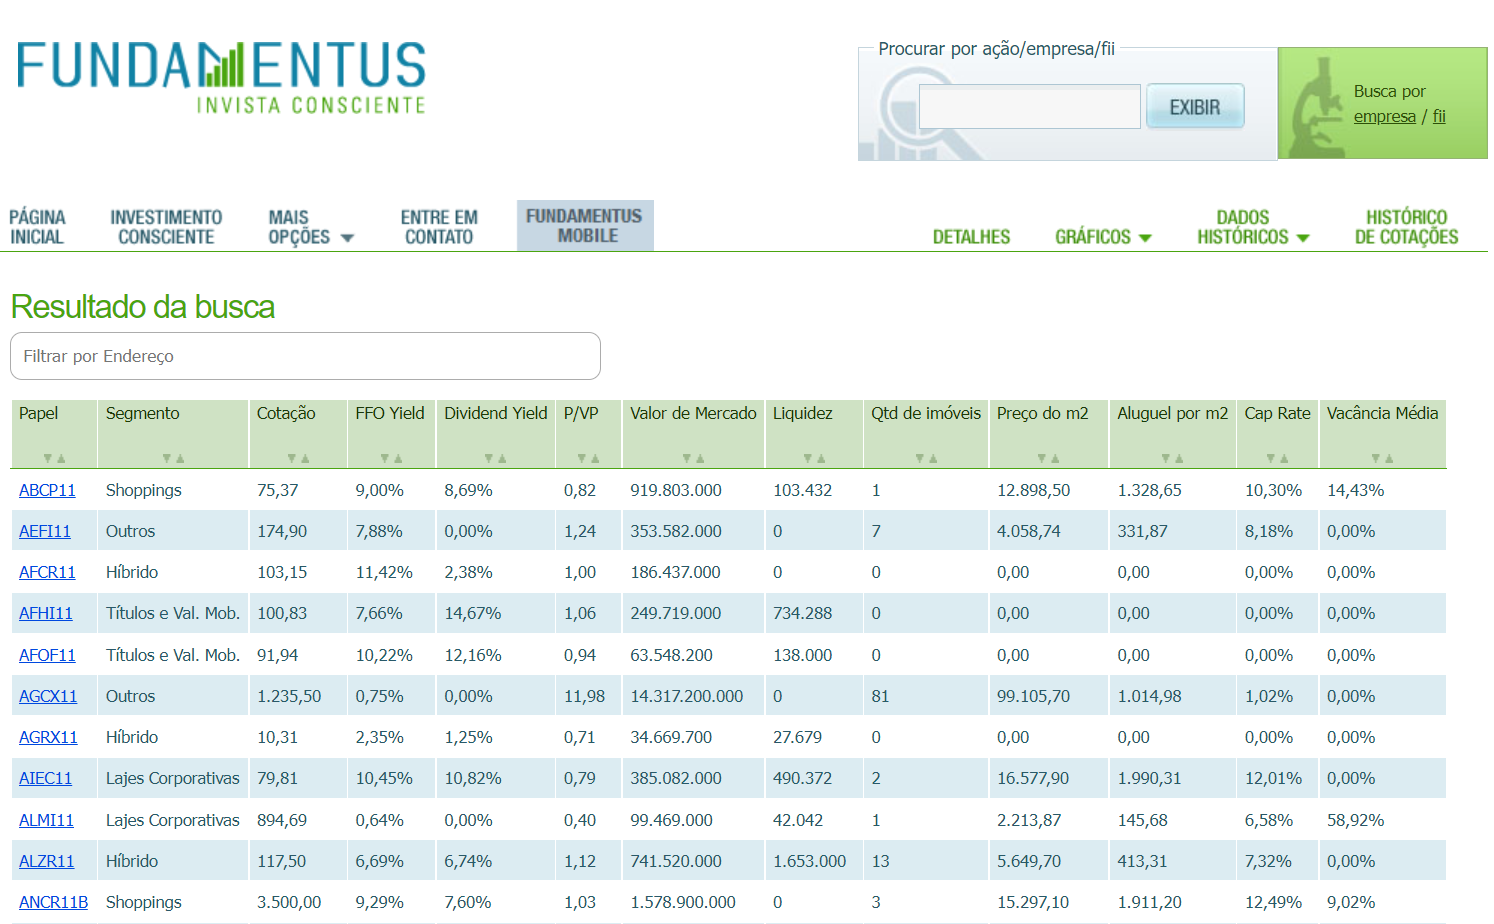 FUNDAMENTUS
INVISTA CONSCIENTE
Procurar por ação/empresa/fii
EXIBIR
Busca por
empresa / fii
PÁGINA INICIAL
INVESTIMENTO CONSCIENTE
MAIS OPÇÕES
ENTRE EM CONTATO
FUNDAMENTUS MOBILE
DETALHES
GRÁFICOS
DADOS HISTÓRICOS
HISTÓRICO DE COTAÇÕES
Resultado da busca
Filtrar por Endereço
Papel Segmento Cotação FFO Yield Dividend Yield P/VP Valor de Mercado Liquidez Qtd de imóveis Preço do m2 Aluguel por m2 Cap Rate Vacância Média
ABCP11 Shoppings 75,37 9,00% 8,69% 0,82 919.803.000 103.432 1 12.898,50 1.328,65 10,30% 14,43%
AEFI11 Outros 174,90 7,88% 0,00% 1,24 353.582.000 0 7 4.058,74 331,87 8,18% 0,00%
AFCR11 Híbrido 103,15 11,42% 2,38% 1,00 186.437.000 0 0 0,00 0,00 0,00% 0,00%
AFHI11 Títulos e Val. Mob. 100,83 7,66% 14,67% 1,06 249.719.000 734.288 0 0,00 0,00 0,00% 0,00%
AFOF11 Títulos e Val. Mob. 91,94 10,22% 12,16% 0,94 63.548.200 138.000 0 0,00 0,00 0,00% 0,00%
AGCX11 Outros 1.235,50 0,75% 0,00% 11,98 14.317.200.000 0 81 99.105,70 1.014,98 1,02% 0,00%
AGRX11 Híbrido 10,31 2,35% 1,25% 0,71 34.669.700 27.679 0 0,00 0,00 0,00% 0,00%
AIEC11 Lajes Corporativas 79,81 10,45% 10,82% 0,79 385.082.000 490.372 2 16.577,90 1.990,31 12,01% 0,00%
ALMI11 Lajes Corporativas 894,69 0,64% 0,00% 0,40 99.469.000 42.042 1 2.213,87 145,68 6,58% 58,92%
ALZR11 Híbrido 117,50 6,69% 6,74% 1,12 741.520.000 1.653.000 13 5.649,70 413,31 7,32% 0,00%
ANCR11B Shoppings 3.500,00 9,29% 7,60% 1,03 1.578.900.000 0 3 15.297,10 1.911,20 12,49% 9,02%